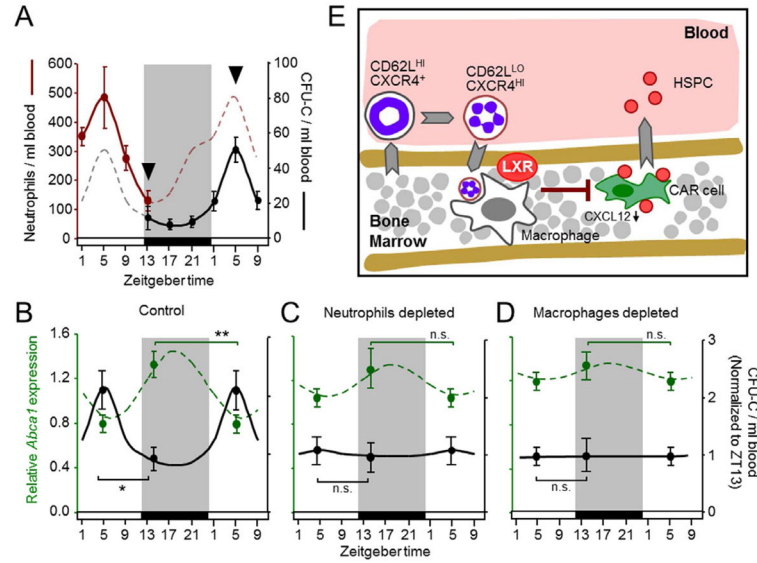 A
Neutrophils / ml blood
600
500
400
300
200
100
0
100
80
60
40
20
0
CFU-C / ml blood
1 5 9 13 17 21 1 5 9
Zeitgeber time
E
Blood
CD62L^HI
CXCR4^+
CD62L^LO
CXCR4^HI
HSPC
LXR
CAR cell
CXCL12
Bone
Marrow
Macrophage
B
Control
Relative Abca1 expression
1.6
1.2
0.8
0.4
0.0
**
*
1 5 9 13 17 21 1 5 9
C
Neutrophils depleted
n.s.
n.s.
1 5 9 13 17 21 1 5 9
Zeitgeber time
D
Macrophages depleted
n.s.
n.s.
1 5 9 13 17 21 1 5 9
3
2
1
0
CFU-C / ml blood
(Normalized to ZT13)